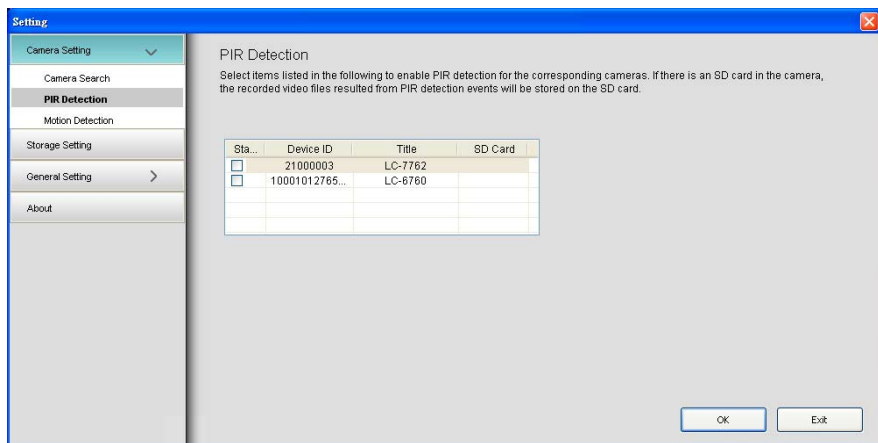 Setting
Camera Setting
Camera Search
PIR Detection
Motion Detection
Storage Setting
General Setting
About
PIR Detection
Select items listed in the following to enable PIR detection for the corresponding cameras. If there is an SD card in the camera,
the recorded video files resulted from PIR detection events will be stored on the SD card.
Sta... Device ID Title SD Card
21000003 LC-7762
10001012765... LC-6760
OK Exit